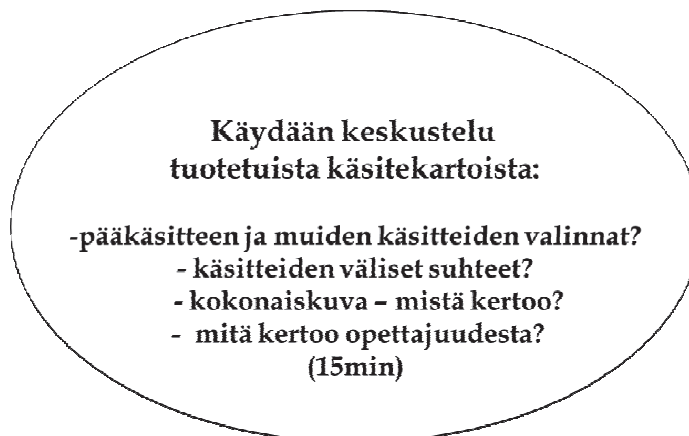 Käydään keskustelu
tuotetuista käsitekartoista:
-pääkäsitteen ja muiden käsitteiden valinnat?
- käsitteiden väliset suhteet?
- kokonaiskuva – mistä kertoo?
- mitä kertoo opettajuudesta?
(15min)